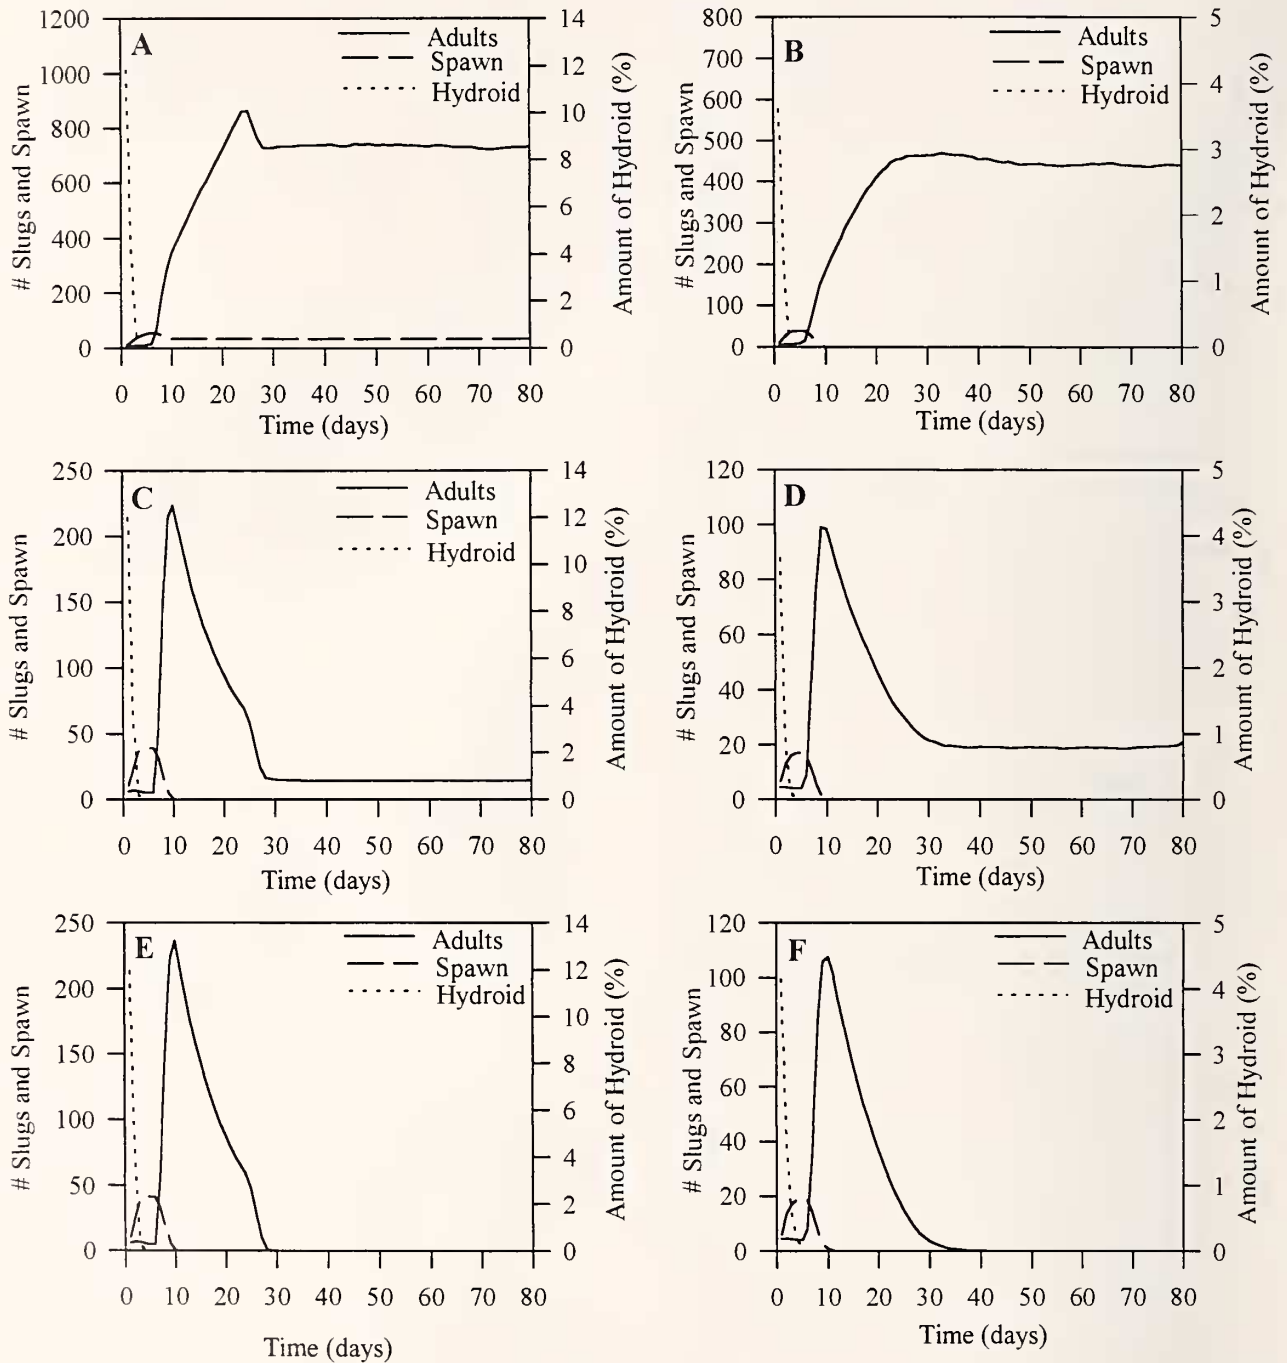 A
Adults
Spawn
Hydroid
# Slugs and Spawn
1200
1000
800
600
400
200
0
14
12
10
8
6
4
2
0
Amount of Hydroid (%)
0 10 20 30 40 50 60 70 80
Time (days)
B
Adults
Spawn
Hydroid
# Slugs and Spawn
800
700
600
500
400
300
200
100
0
5
4
3
2
1
0
Amount of Hydroid (%)
0 10 20 30 40 50 60 70 80
Time (days)
C
Adults
Spawn
Hydroid
# Slugs and Spawn
250
200
150
100
50
0
14
12
10
8
6
4
2
0
Amount of Hydroid (%)
0 10 20 30 40 50 60 70 80
Time (days)
D
Adults
Spawn
Hydroid
# Slugs and Spawn
120
100
80
60
40
20
0
5
4
3
2
1
0
Amount of Hydroid (%)
0 10 20 30 40 50 60 70 80
Time (days)
E
Adults
Spawn
Hydroid
# Slugs and Spawn
250
200
150
100
50
0
14
12
10
8
6
4
2
0
Amount of Hydroid (%)
0 10 20 30 40 50 60 70 80
Time (days)
F
Adults
Spawn
Hydroid
# Slugs and Spawn
120
100
80
60
40
20
0
5
4
3
2
1
0
Amount of Hydroid (%)
0 10 20 30 40 50 60 70 80
Time (days)